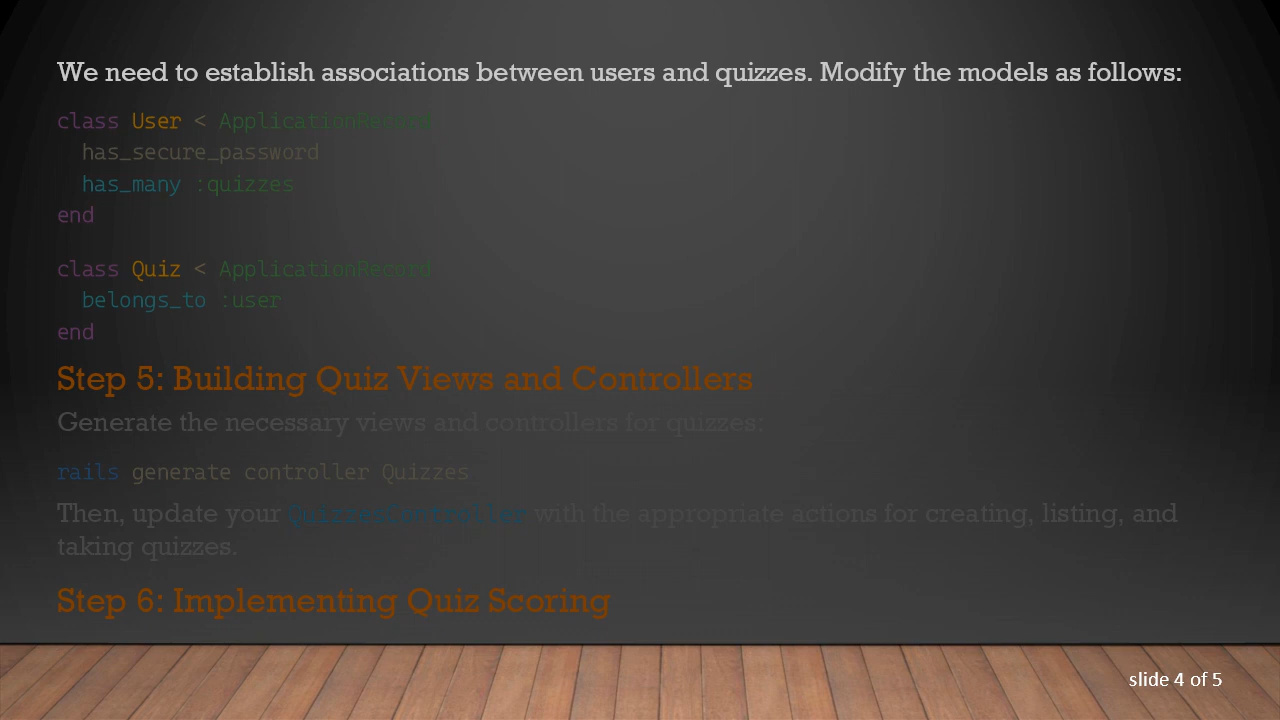 We need to establish associations between users and quizzes. Modify the models as follows:
class User < ApplicationRecord
  has_secure_password
  has_many :quizzes
end
class Quiz < ApplicationRecord
  belongs_to :user
end
Step 5: Building Quiz Views and Controllers
Generate the necessary views and controllers for quizzes:
rails generate controller Quizzes
Then, update your QuizzesController with the appropriate actions for creating, listing, and
taking quizzes.
Step 6: Implementing Quiz Scoring
slide 4 of 5